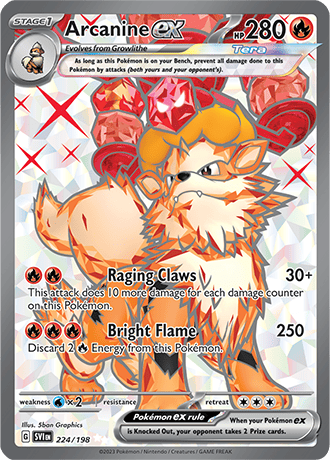 STAGE 1 Arcanine ex HP 280
Evolves from Growlithe
Tera
As long as this Pokémon is on your Bench, prevent all damage done to this
Pokémon by attacks (both yours and your opponent's).
Raging Claws 30+
This attack does 10 more damage for each damage counter
on this Pokémon.
Bright Flame 250
Discard 2 Energy from this Pokémon.
weakness ×2 resistance retreat
Pokémon ex rule
When your Pokémon ex
is Knocked Out, your opponent takes 2 Prize cards.
Illus. 5ban Graphics
G SVI EN 224/198
©2023 Pokémon / Nintendo / Creatures / GAME FREAK